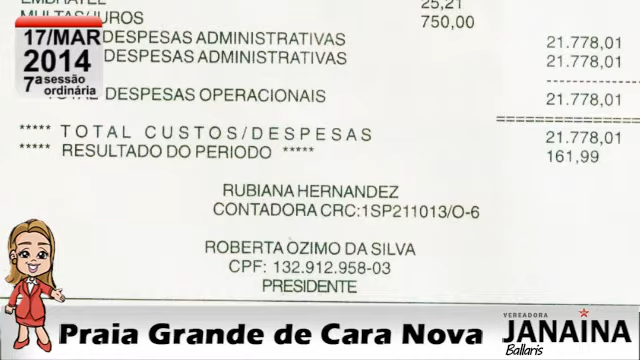 EMBRATEL 25,21
MULTAS/JUROS 750,00
17/MAR
2014
7ª sessão
ordinária
DESPESAS ADMINISTRATIVAS 21.778,01
DESPESAS ADMINISTRATIVAS 21.778,01
DESPESAS OPERACIONAIS 21.778,01
***** TOTAL CUSTOS/DESPESAS 21.778,01
***** RESULTADO DO PERIODO ***** 161,99
RUBIANA HERNANDEZ
CONTADORA CRC:1SP211013/O-6
ROBERTA OZIMO DA SILVA
CPF: 132.912.958-03
PRESIDENTE
Praia Grande de Cara Nova
VEREADORA
JANAINA
Ballaris